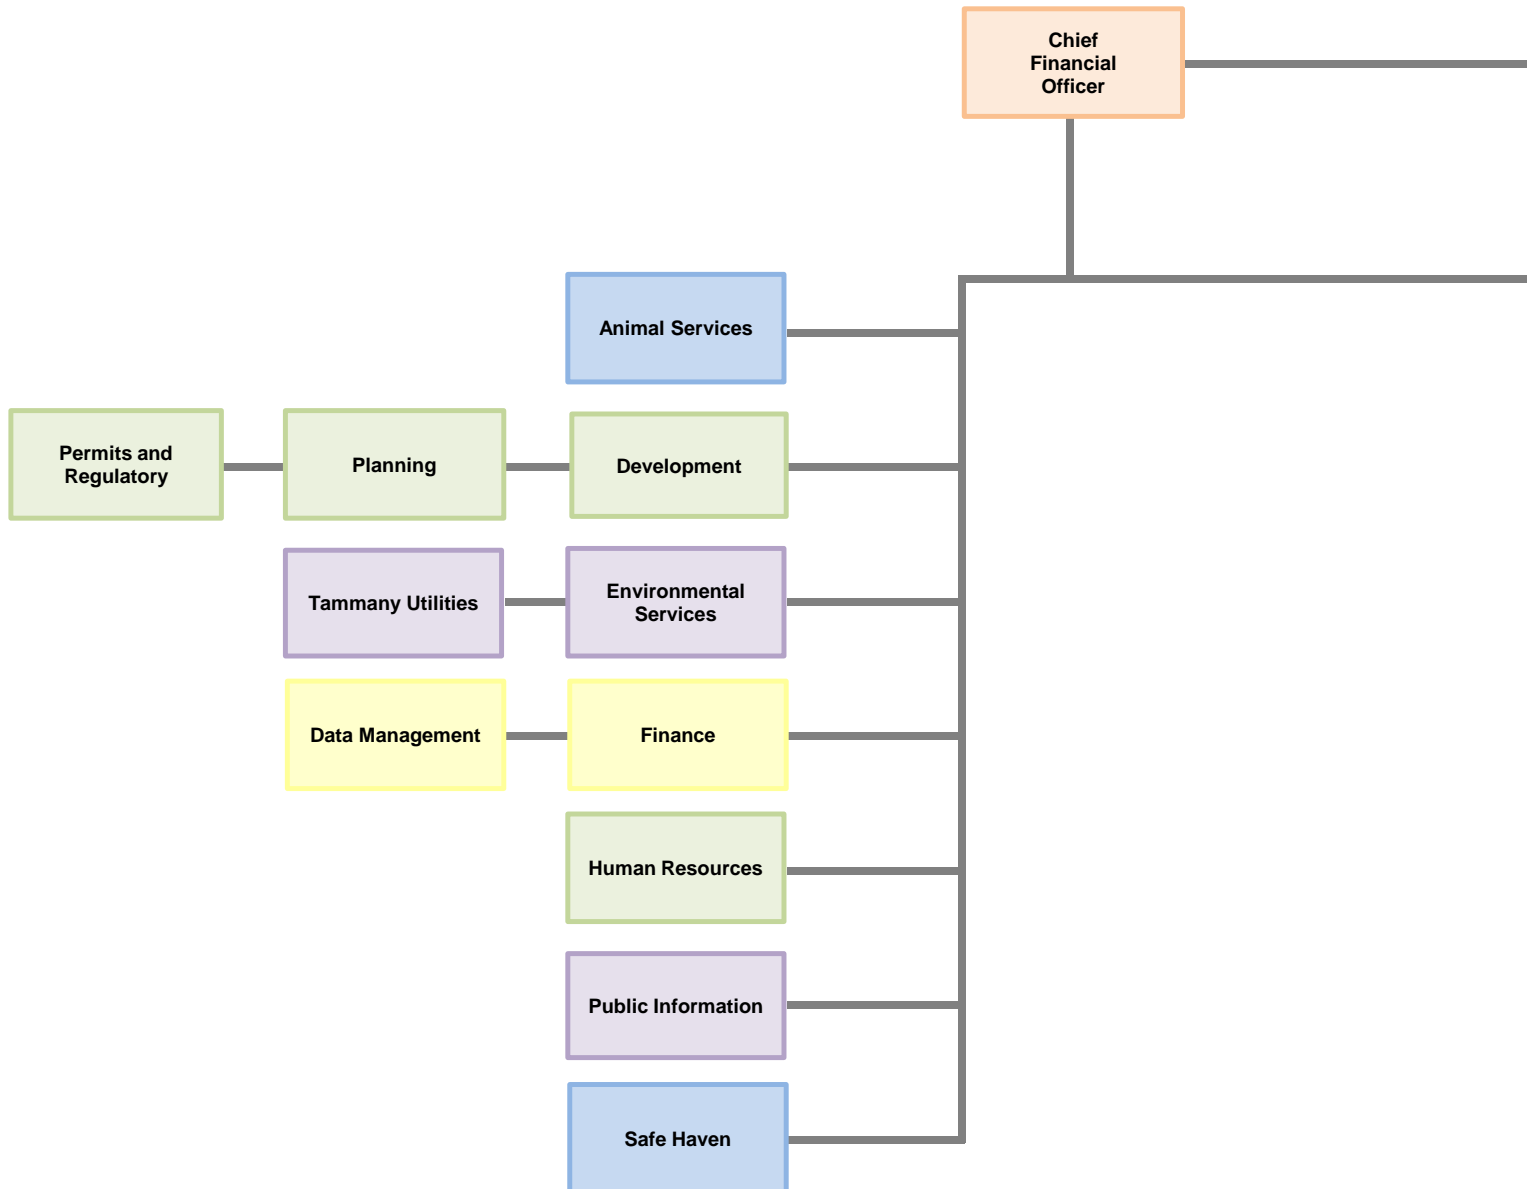 Chief
Financial
Officer
Animal Services
Permits and
Regulatory
Planning
Development
Tammany Utilities
Environmental
Services
Data Management
Finance
Human Resources
Public Information
Safe Haven